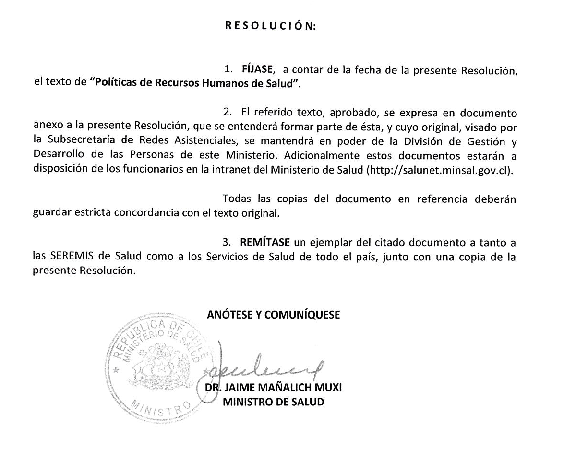 RESOLUCIÓN:
1. FÍJASE, a contar de la fecha de la presente Resolución,
el texto de "Políticas de Recursos Humanos de Salud".
2. El referido texto, aprobado, se expresa en documento
anexo a la presente Resolución, que se entenderá formar parte de ésta, y cuyo original, visado por
la Subsecretaría de Redes Asistenciales, se mantendrá en poder de la División de Gestión y
Desarrollo de las Personas de este Ministerio. Adicionalmente estos documentos estarán a
disposición de los funcionarios en la intranet del Ministerio de Salud (http://salunet.minsal.gov.cl).
Todas las copias del documento en referencia deberán
guardar estricta concordancia con el texto original.
3. REMÍTASE un ejemplar del citado documento a tanto a
las SEREMIS de Salud como a los Servicios de Salud de todo el país, junto con una copia de la
presente Resolución.
ANÓTESE Y COMUNÍQUESE
REPUBLICA DE CHILE
MINISTERIO DE SALUD
MINISTRO
DR. JAIME MAÑALICH MUXI
MINISTRO DE SALUD